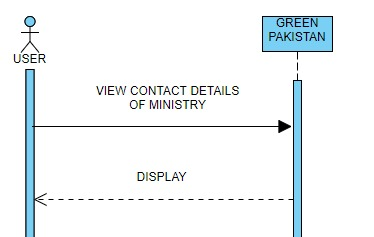 GREEN
PAKISTAN
USER
VIEW CONTACT DETAILS
OF MINISTRY
DISPLAY